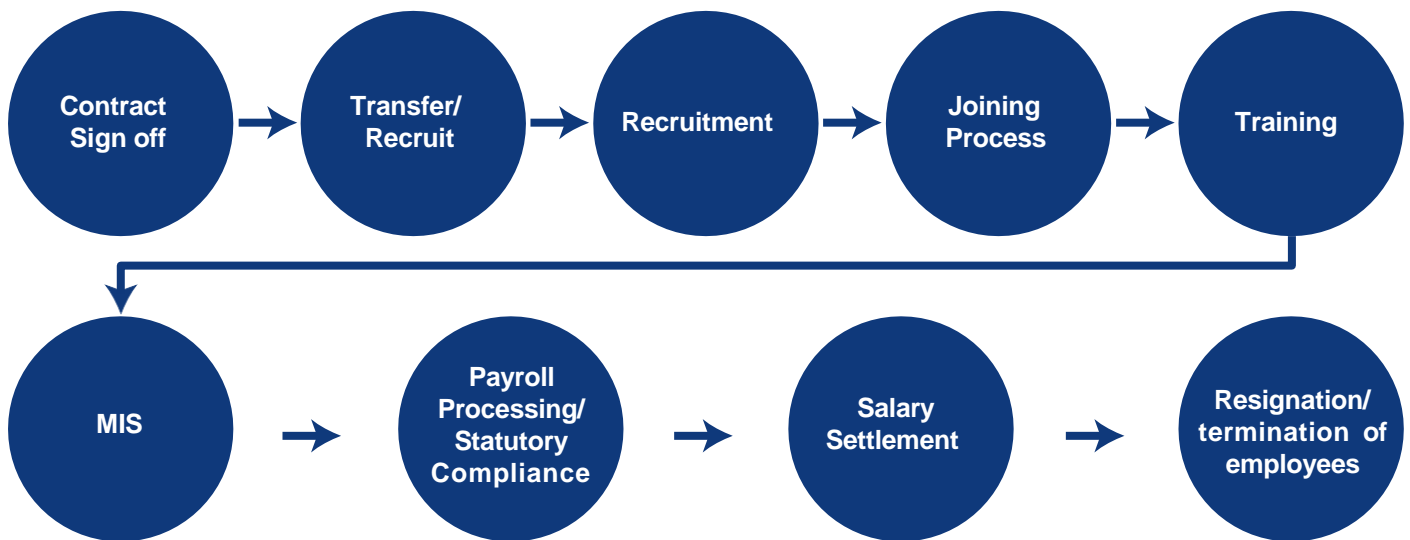 Contract
Sign off
Transfer/
Recruit
Recruitment
Joining
Process
Training
MIS
Payroll
Processing/
Statutory
Compliance
Salary
Settlement
Resignation/
termination of
employees